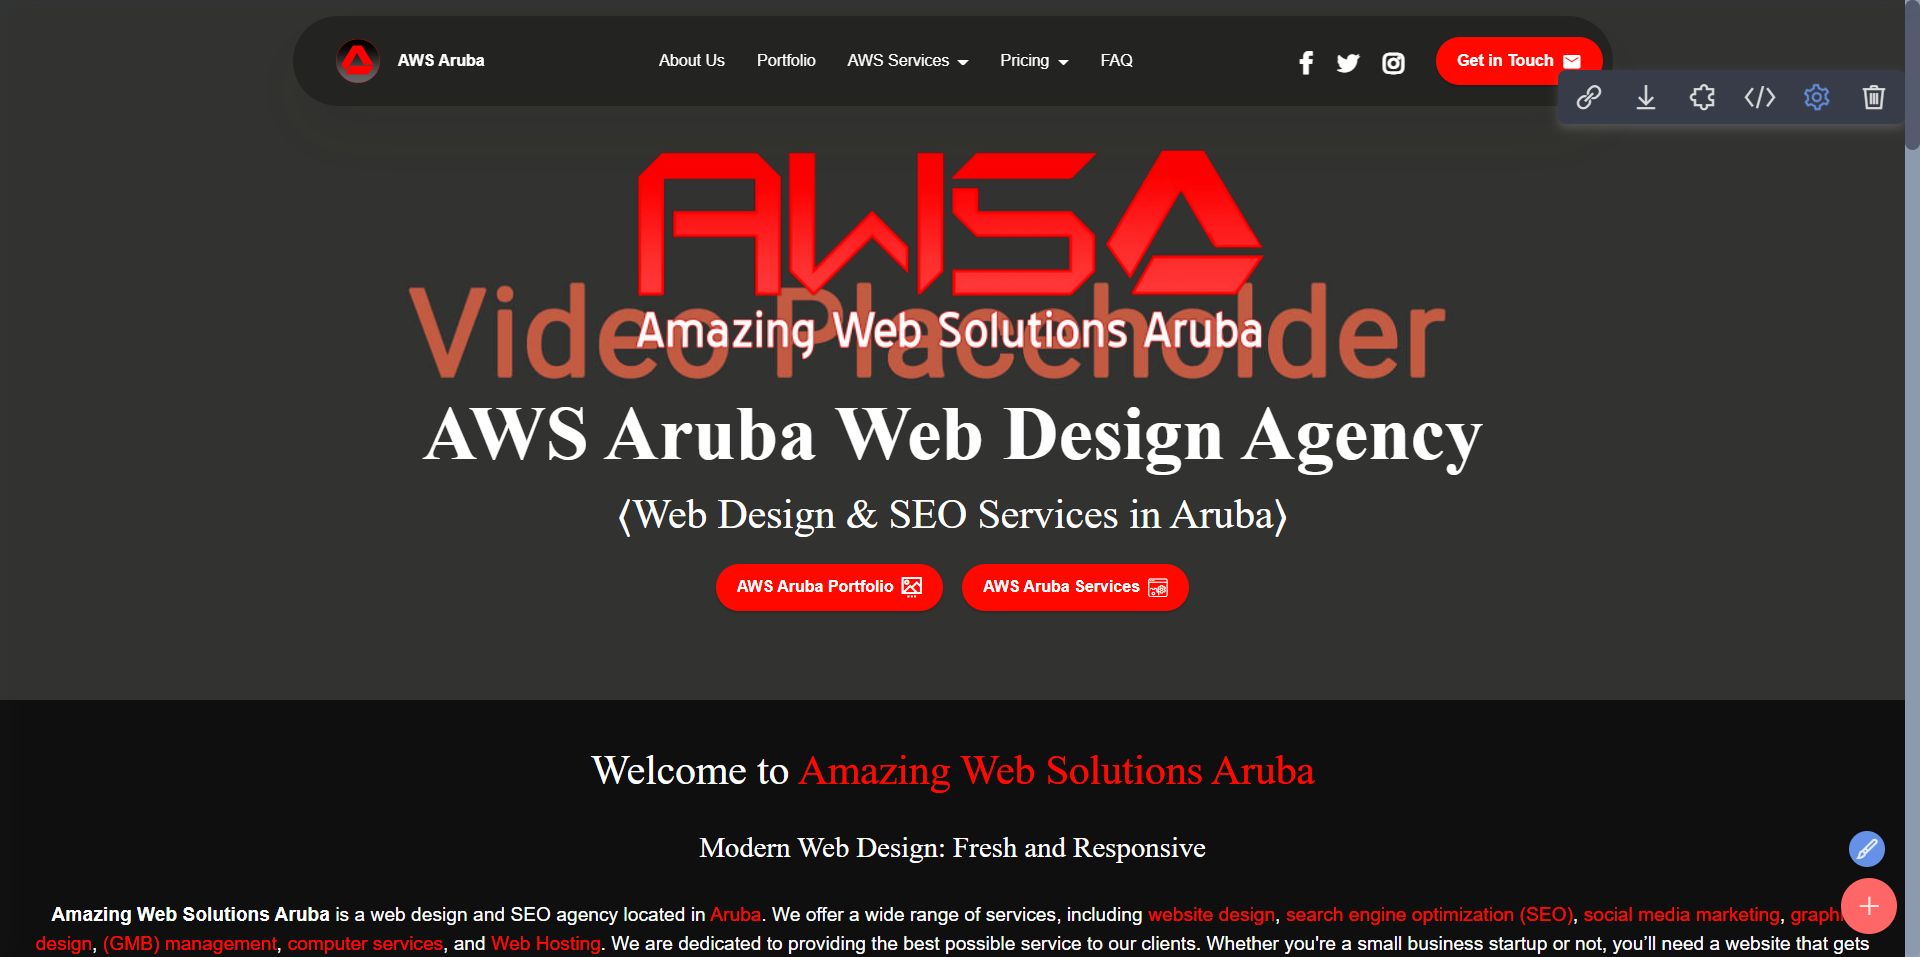 AWS Aruba
About Us
Portfolio
AWS Services
Pricing
FAQ
Get in Touch
AWSA
Amazing Web Solutions Aruba
Video Placeholder
AWS Aruba Web Design Agency
⟨Web Design & SEO Services in Aruba⟩
AWS Aruba Portfolio
AWS Aruba Services
Welcome to Amazing Web Solutions Aruba
Modern Web Design: Fresh and Responsive
Amazing Web Solutions Aruba is a web design and SEO agency located in Aruba. We offer a wide range of services, including website design, search engine optimization (SEO), social media marketing,
design, (GMB) management, computer services, and Web Hosting. We are dedicated to providing the best possible service to our clients. Whether you're a small business startup or not, you’ll need a website that gets